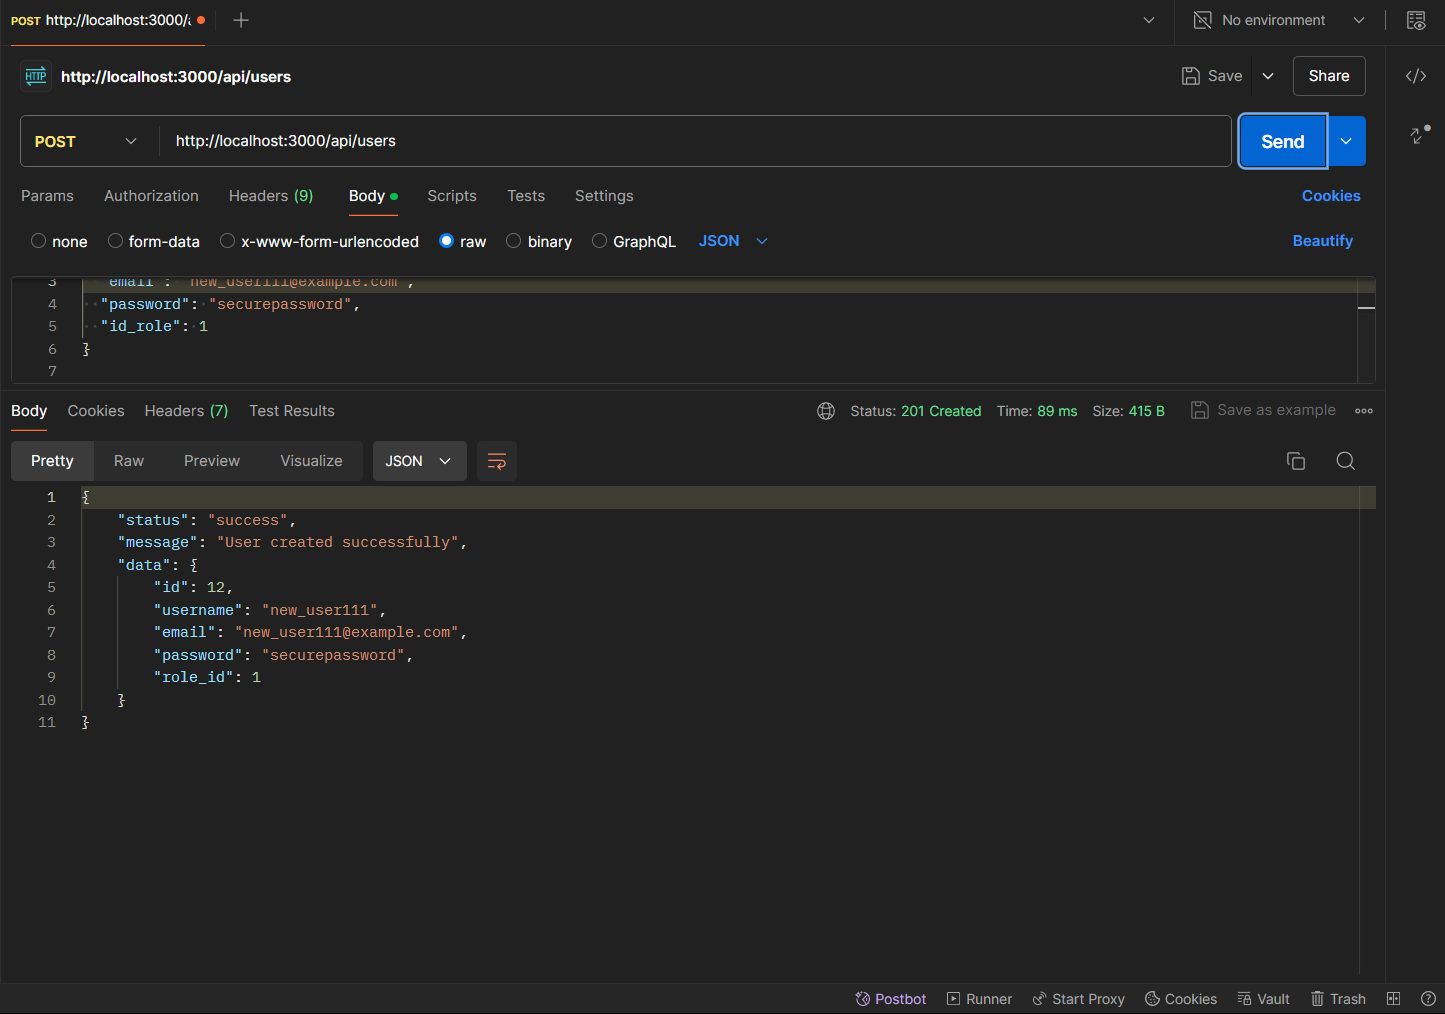 POST http://localhost:3000/a
No environment
HTTP http://localhost:3000/api/users
Save
Share
POST http://localhost:3000/api/users
Send
Params Authorization Headers (9) Body Scripts Tests Settings Cookies
none form-data x-www-form-urlencoded raw binary GraphQL JSON Beautify
3 "email": "new_user111@example.com",
4 "password": "securepassword",
5 "id_role": 1
6 }
7
Body Cookies Headers (7) Test Results Status: 201 Created Time: 89 ms Size: 415 B Save as example
Pretty Raw Preview Visualize JSON
1 {
2 "status": "success",
3 "message": "User created successfully",
4 "data": {
5 "id": 12,
6 "username": "new_user111",
7 "email": "new_user111@example.com",
8 "password": "securepassword",
9 "role_id": 1
10 }
11 }
Postbot Runner Start Proxy Cookies Vault Trash